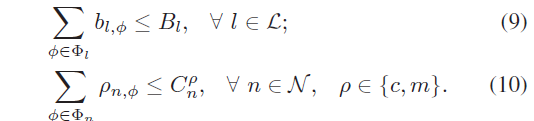 ∑_{ϕ∈Φ_l} b_{l,ϕ} ≤ B_l, ∀ l ∈ ℒ; (9)
∑_{ϕ∈Φ_n} ρ_{n,ϕ} ≤ C_n^ρ, ∀ n ∈ 𝒩, ρ ∈ {c, m}. (10)